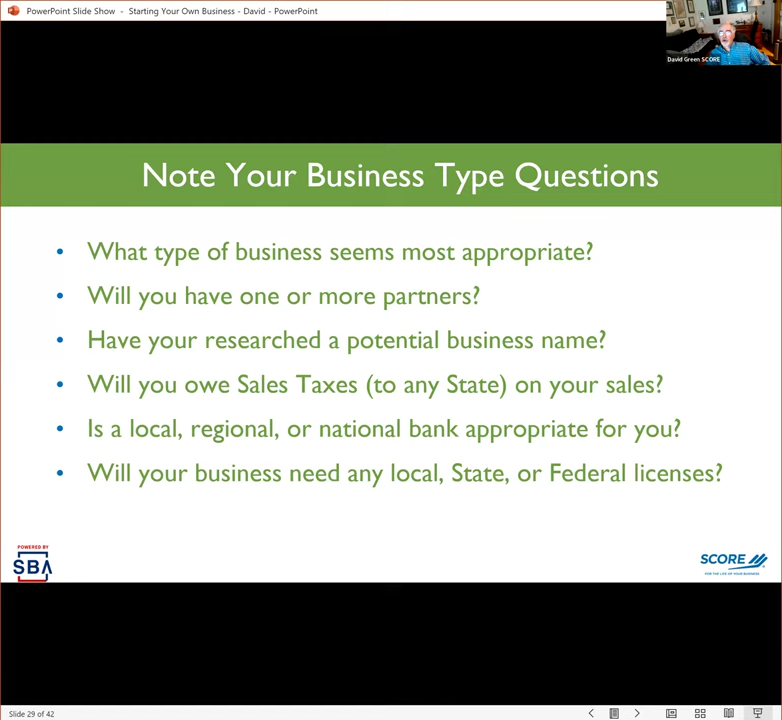 PowerPoint Slide Show - Starting Your Own Business - David - PowerPoint
David Green SCORE
Note Your Business Type Questions
• What type of business seems most appropriate?
• Will you have one or more partners?
• Have your researched a potential business name?
• Will you owe Sales Taxes (to any State) on your sales?
• Is a local, regional, or national bank appropriate for you?
• Will your business need any local, State, or Federal licenses?
POWERED BY
SBA
SCORE
FOR THE LIFE OF YOUR BUSINESS
Slide 29 of 42